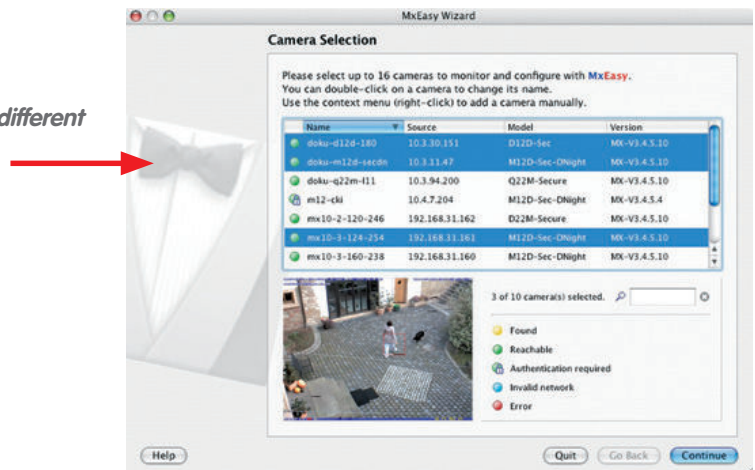 MxEasy Wizard
Camera Selection
Please select up to 16 cameras to monitor and configure with MxEasy.
You can double-click on a camera to change its name.
Use the context menu (right-click) to add a camera manually.
different
Name Source Model Version
doku-d12d-180 10.3.30.151 D12D-Sec MX-V3.4.5.10
doku-m12d-secdn 10.3.11.47 M12D-Sec-DNight MX-V3.4.5.10
doku-q22m-l11 10.3.94.200 Q22M-Secure MX-V3.4.5.10
m12-cki 10.4.7.204 M12D-Sec-DNight MX-V3.4.5.4
mx10-2-120-246 192.168.31.162 D22M-Secure MX-V3.4.5.10
mx10-3-124-254 192.168.31.161 M12D-Sec-DNight MX-V3.4.5.10
mx10-3-160-238 192.168.31.160 M12D-Sec-DNight MX-V3.4.5.10
3 of 10 camera(s) selected.
Found
Reachable
Authentication required
Invalid network
Error
Help Quit Go Back Continue